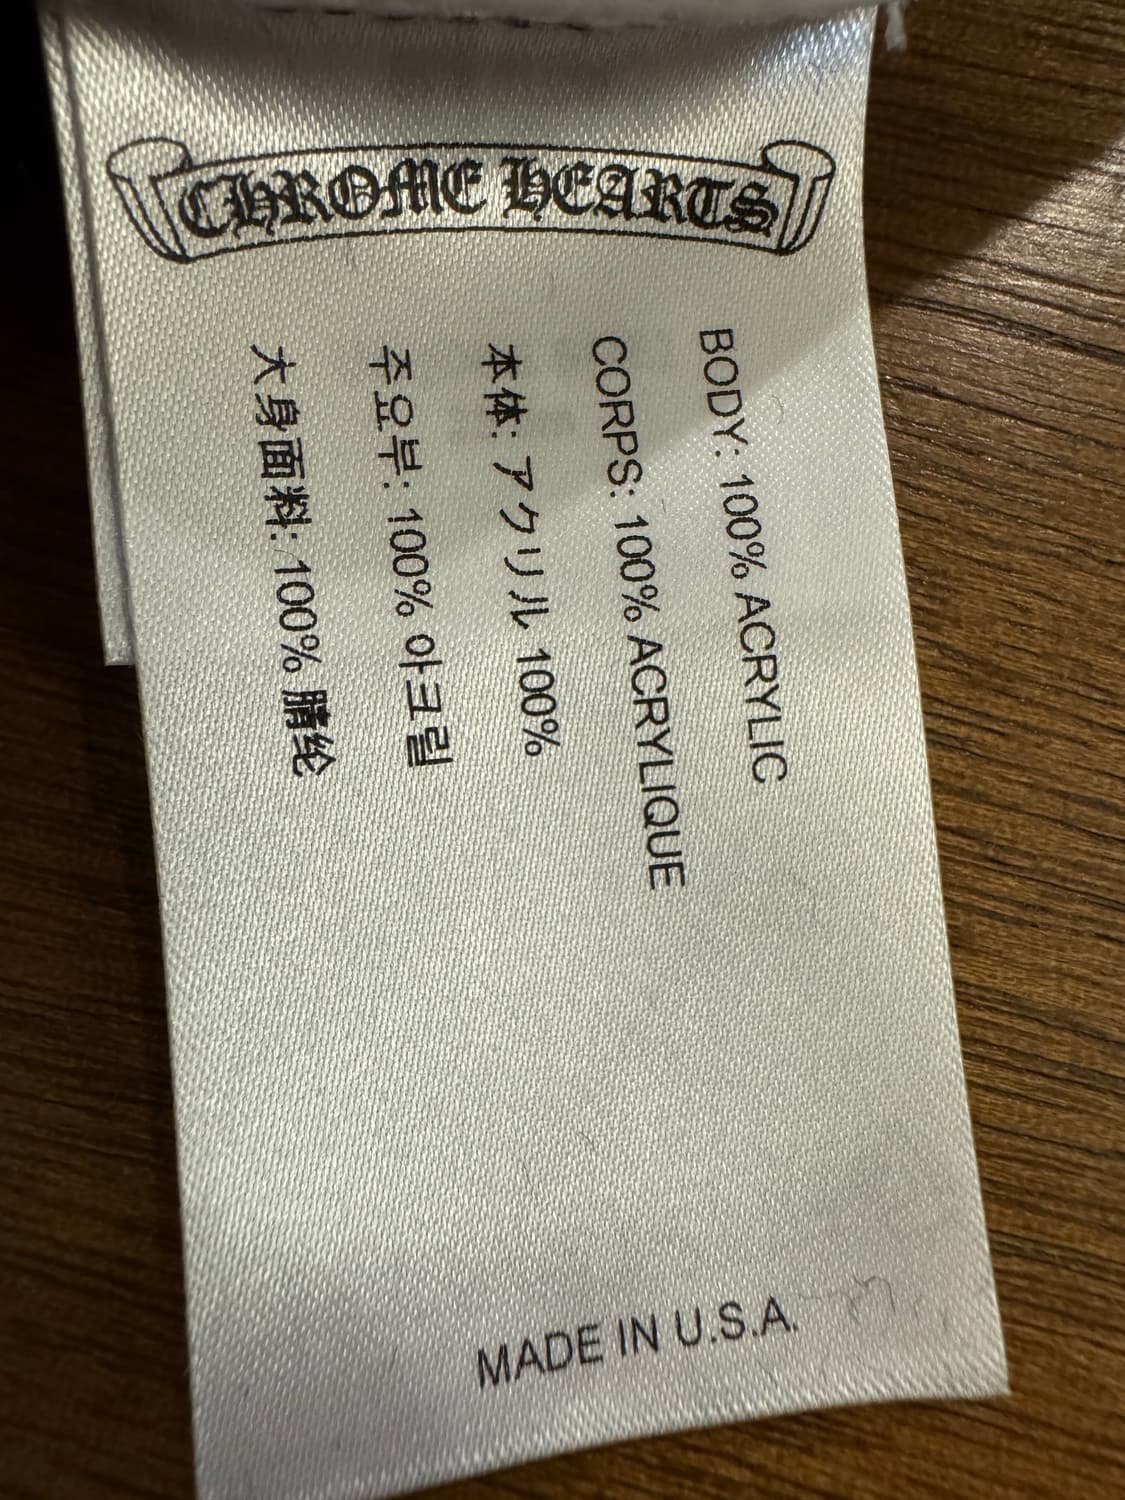 CHROME HEARTS
BODY: 100% ACRYLIC
CORPS: 100% ACRYLIQUE
本体: アクリル 100%
주요부: 100% 아크릴
大身面料: 100% 腈纶
MADE IN U.S.A.